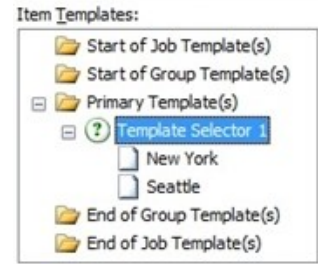 Item Templates:
Start of Job Template(s)
Start of Group Template(s)
Primary Template(s)
Template Selector 1
New York
Seattle
End of Group Template(s)
End of Job Template(s)